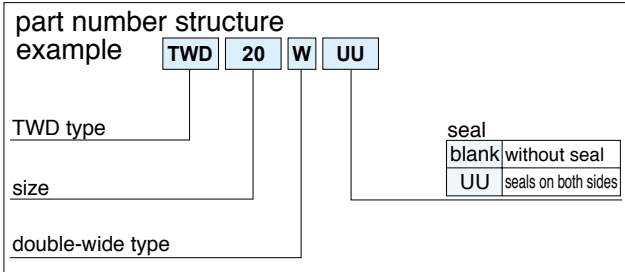 part number structure
example TWD 20 W UU
TWD type
seal
blank without seal
UU seals on both sides
size
double-wide type